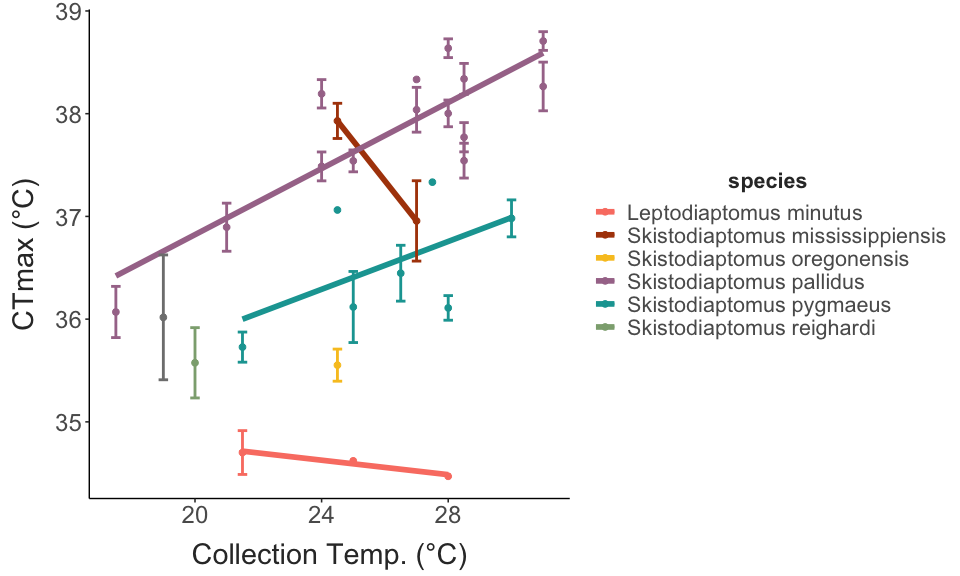 39
38
37
36
35
CTmax (°C)
20 24 28
Collection Temp. (°C)
species
Leptodiaptomus minutus
Skistodiaptomus mississippiensis
Skistodiaptomus oregonensis
Skistodiaptomus pallidus
Skistodiaptomus pygmaeus
Skistodiaptomus reighardi